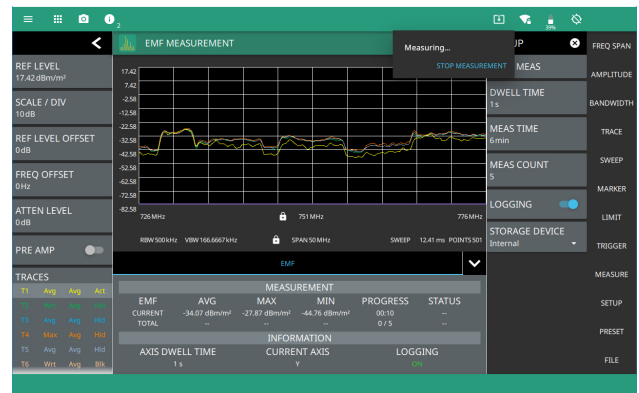 2
39%
EMF MEASUREMENT
Measuring...
STOP MEASUREMENT
UP
MEAS
REF LEVEL
17.42 dBm/m²
SCALE / DIV
10 dB
REF LEVEL OFFSET
0 dB
FREQ OFFSET
0 Hz
ATTEN LEVEL
0 dB
PRE AMP
TRACES
T1 Avg Avg Act
T2
T3 Avg Avg Hid
T4 Max Avg Hid
T5 Avg Avg Hid
T6 Wrt Avg Blk
17.42
7.42
-2.58
-12.58
-22.58
-32.58
-42.58
-52.58
-62.58
-72.58
-82.58
726 MHz 751 MHz 776 MHz
RBW 500 kHz VBW 166.6667 kHz SPAN 50 MHz SWEEP 12.41 ms POINTS 501
EMF
MEASUREMENT
EMF AVG MAX MIN PROGRESS STATUS
CURRENT -34.07 dBm/m² -27.87 dBm/m² -44.76 dBm/m² 00:10 --
TOTAL -- -- -- 0 / 5 --
INFORMATION
AXIS DWELL TIME CURRENT AXIS LOGGING
1 s Y ON
DWELL TIME
1 s
MEAS TIME
6min
MEAS COUNT
5
LOGGING
STORAGE DEVICE
Internal
FREQ SPAN
AMPLITUDE
BANDWIDTH
TRACE
SWEEP
MARKER
LIMIT
TRIGGER
MEASURE
SETUP
PRESET
FILE